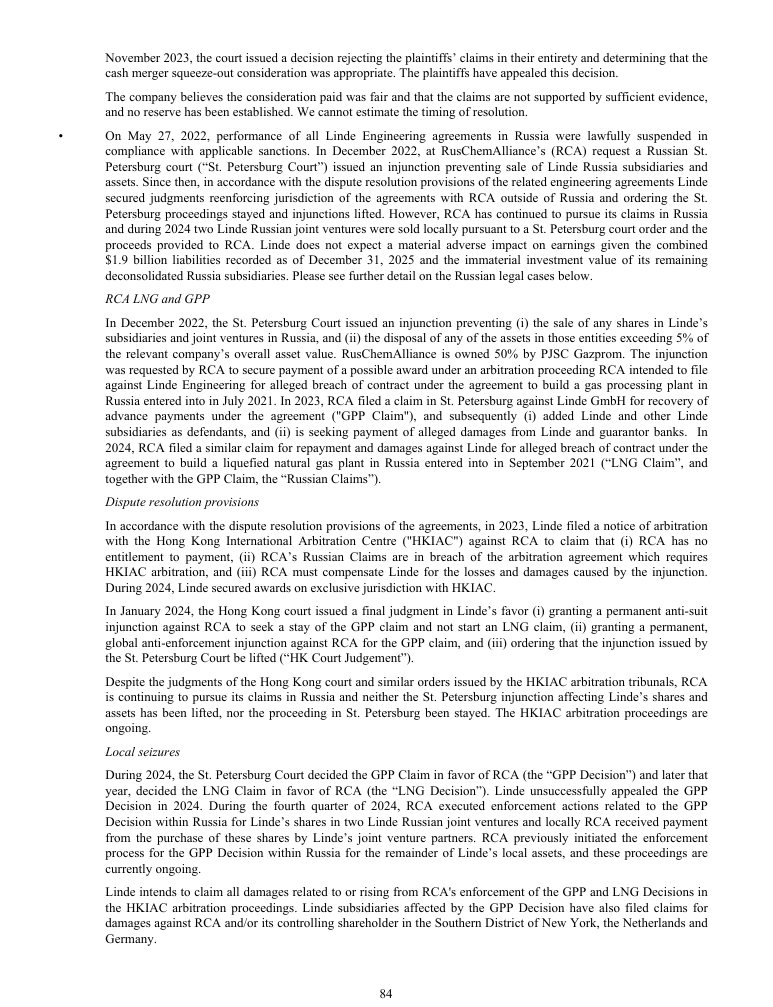 November 2023, the court issued a decision rejecting the plaintiffs’ claims in their entirety and determining that the
cash merger squeeze-out consideration was appropriate. The plaintiffs have appealed this decision.
The company believes the consideration paid was fair and that the claims are not supported by sufficient evidence,
and no reserve has been established. We cannot estimate the timing of resolution.
• On May 27, 2022, performance of all Linde Engineering agreements in Russia were lawfully suspended in
compliance with applicable sanctions. In December 2022, at RusChemAlliance’s (RCA) request a Russian St.
Petersburg court (“St. Petersburg Court”) issued an injunction preventing sale of Linde Russia subsidiaries and
assets. Since then, in accordance with the dispute resolution provisions of the related engineering agreements Linde
secured judgments reenforcing jurisdiction of the agreements with RCA outside of Russia and ordering the St.
Petersburg proceedings stayed and injunctions lifted. However, RCA has continued to pursue its claims in Russia
and during 2024 two Linde Russian joint ventures were sold locally pursuant to a St. Petersburg court order and the
proceeds provided to RCA. Linde does not expect a material adverse impact on earnings given the combined
$1.9 billion liabilities recorded as of December 31, 2025 and the immaterial investment value of its remaining
deconsolidated Russia subsidiaries. Please see further detail on the Russian legal cases below.
RCA LNG and GPP
In December 2022, the St. Petersburg Court issued an injunction preventing (i) the sale of any shares in Linde’s
subsidiaries and joint ventures in Russia, and (ii) the disposal of any of the assets in those entities exceeding 5% of
the relevant company’s overall asset value. RusChemAlliance is owned 50% by PJSC Gazprom. The injunction
was requested by RCA to secure payment of a possible award under an arbitration proceeding RCA intended to file
against Linde Engineering for alleged breach of contract under the agreement to build a gas processing plant in
Russia entered into in July 2021. In 2023, RCA filed a claim in St. Petersburg against Linde GmbH for recovery of
advance payments under the agreement ("GPP Claim"), and subsequently (i) added Linde and other Linde
subsidiaries as defendants, and (ii) is seeking payment of alleged damages from Linde and guarantor banks. In
2024, RCA filed a similar claim for repayment and damages against Linde for alleged breach of contract under the
agreement to build a liquefied natural gas plant in Russia entered into in September 2021 (“LNG Claim”, and
together with the GPP Claim, the “Russian Claims”).
Dispute resolution provisions
In accordance with the dispute resolution provisions of the agreements, in 2023, Linde filed a notice of arbitration
with the Hong Kong International Arbitration Centre ("HKIAC") against RCA to claim that (i) RCA has no
entitlement to payment, (ii) RCA’s Russian Claims are in breach of the arbitration agreement which requires
HKIAC arbitration, and (iii) RCA must compensate Linde for the losses and damages caused by the injunction.
During 2024, Linde secured awards on exclusive jurisdiction with HKIAC.
In January 2024, the Hong Kong court issued a final judgment in Linde’s favor (i) granting a permanent anti-suit
injunction against RCA to seek a stay of the GPP claim and not start an LNG claim, (ii) granting a permanent,
global anti-enforcement injunction against RCA for the GPP claim, and (iii) ordering that the injunction issued by
the St. Petersburg Court be lifted (“HK Court Judgement”).
Despite the judgments of the Hong Kong court and similar orders issued by the HKIAC arbitration tribunals, RCA
is continuing to pursue its claims in Russia and neither the St. Petersburg injunction affecting Linde’s shares and
assets has been lifted, nor the proceeding in St. Petersburg been stayed. The HKIAC arbitration proceedings are
ongoing.
Local seizures
During 2024, the St. Petersburg Court decided the GPP Claim in favor of RCA (the “GPP Decision”) and later that
year, decided the LNG Claim in favor of RCA (the “LNG Decision”). Linde unsuccessfully appealed the GPP
Decision in 2024. During the fourth quarter of 2024, RCA executed enforcement actions related to the GPP
Decision within Russia for Linde’s shares in two Linde Russian joint ventures and locally RCA received payment
from the purchase of these shares by Linde’s joint venture partners. RCA previously initiated the enforcement
process for the GPP Decision within Russia for the remainder of Linde’s local assets, and these proceedings are
currently ongoing.
Linde intends to claim all damages related to or rising from RCA's enforcement of the GPP and LNG Decisions in
the HKIAC arbitration proceedings. Linde subsidiaries affected by the GPP Decision have also filed claims for
damages against RCA and/or its controlling shareholder in the Southern District of New York, the Netherlands and
Germany.
84